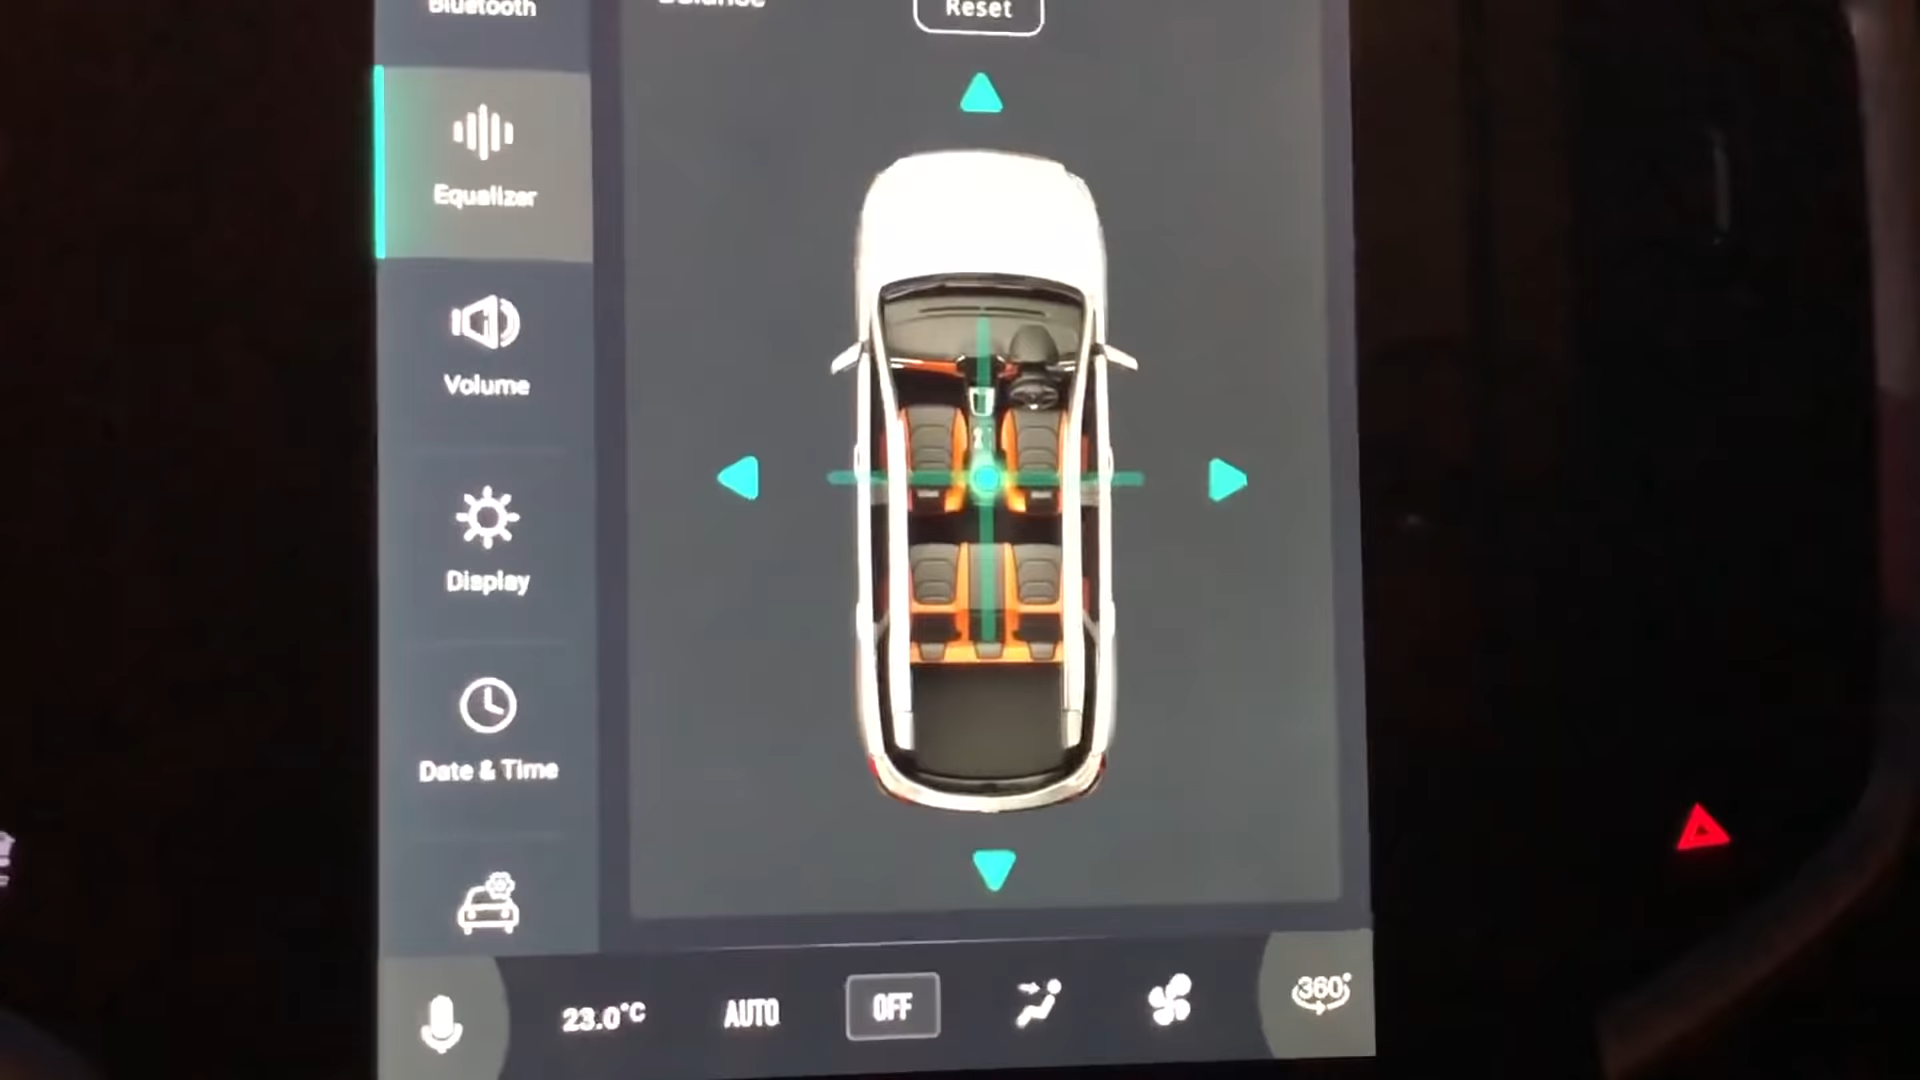 Bluetooth
Balance
Reset
Equalizer
Volume
Display
Date & Time
23.0°C
AUTO
OFF
360°